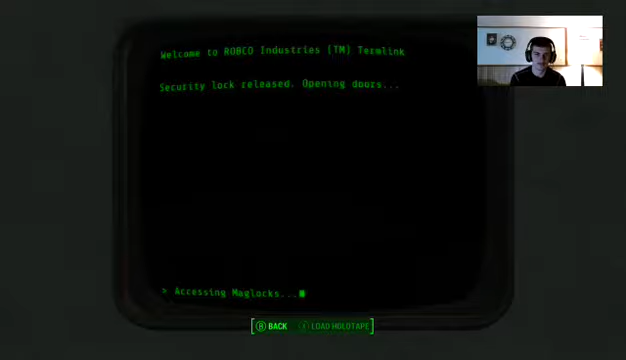 Welcome to ROBCO Industries (TM) Termlink
Security lock released. Opening doors...
> Accessing Maglocks...
BACK
LOAD HOLOTAPE